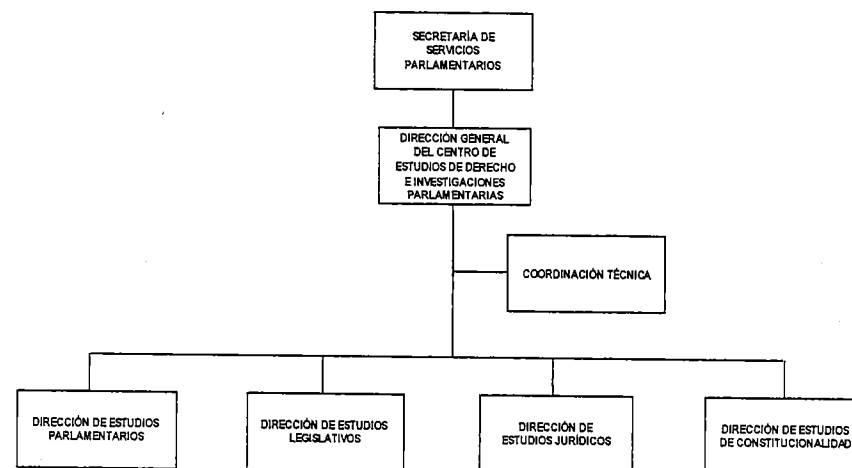 SECRETARÍA DE
SERVICIOS
PARLAMENTARIOS
DIRECCIÓN GENERAL
DEL CENTRO DE
ESTUDIOS DE DERECHO
E INVESTIGACIONES
PARLAMENTARIAS
COORDINACIÓN TÉCNICA
DIRECCIÓN DE ESTUDIOS
PARLAMENTARIOS
DIRECCIÓN DE ESTUDIOS
LEGISLATIVOS
DIRECCIÓN DE
ESTUDIOS JURÍDICOS
DIRECCIÓN DE ESTUDIOS
DE CONSTITUCIONALIDAD